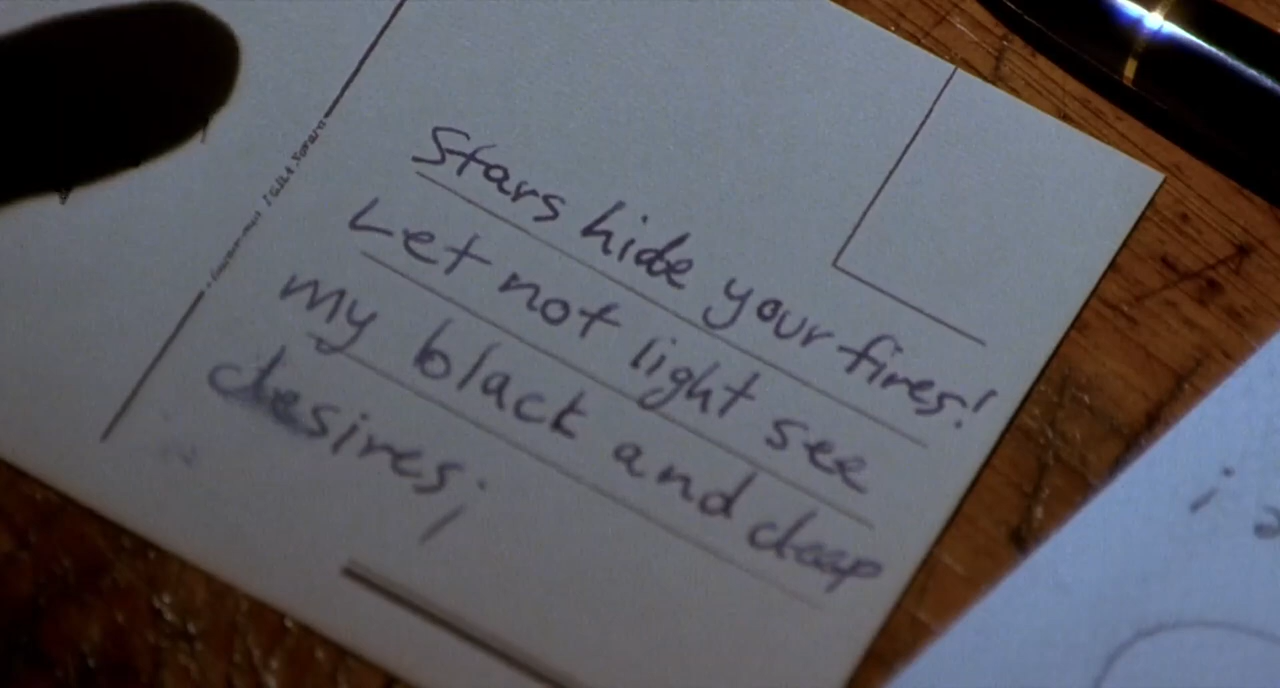 Stars hide your fires!
Let not light see
my black and deep
desires;
i